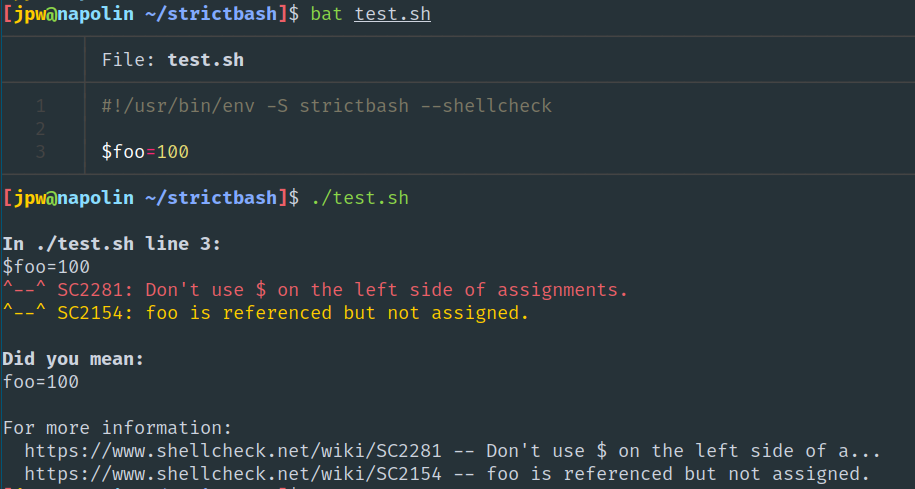 [jpw@napolin ~/strictbash]$ bat test.sh
File: test.sh
1 #!/usr/bin/env -S strictbash --shellcheck
2
3 $foo=100
[jpw@napolin ~/strictbash]$ ./test.sh
In ./test.sh line 3:
$foo=100
^--^ SC2281: Don't use $ on the left side of assignments.
^--^ SC2154: foo is referenced but not assigned.
Did you mean:
foo=100
For more information:
https://www.shellcheck.net/wiki/SC2281 -- Don't use $ on the left side of a...
https://www.shellcheck.net/wiki/SC2154 -- foo is referenced but not assigned.